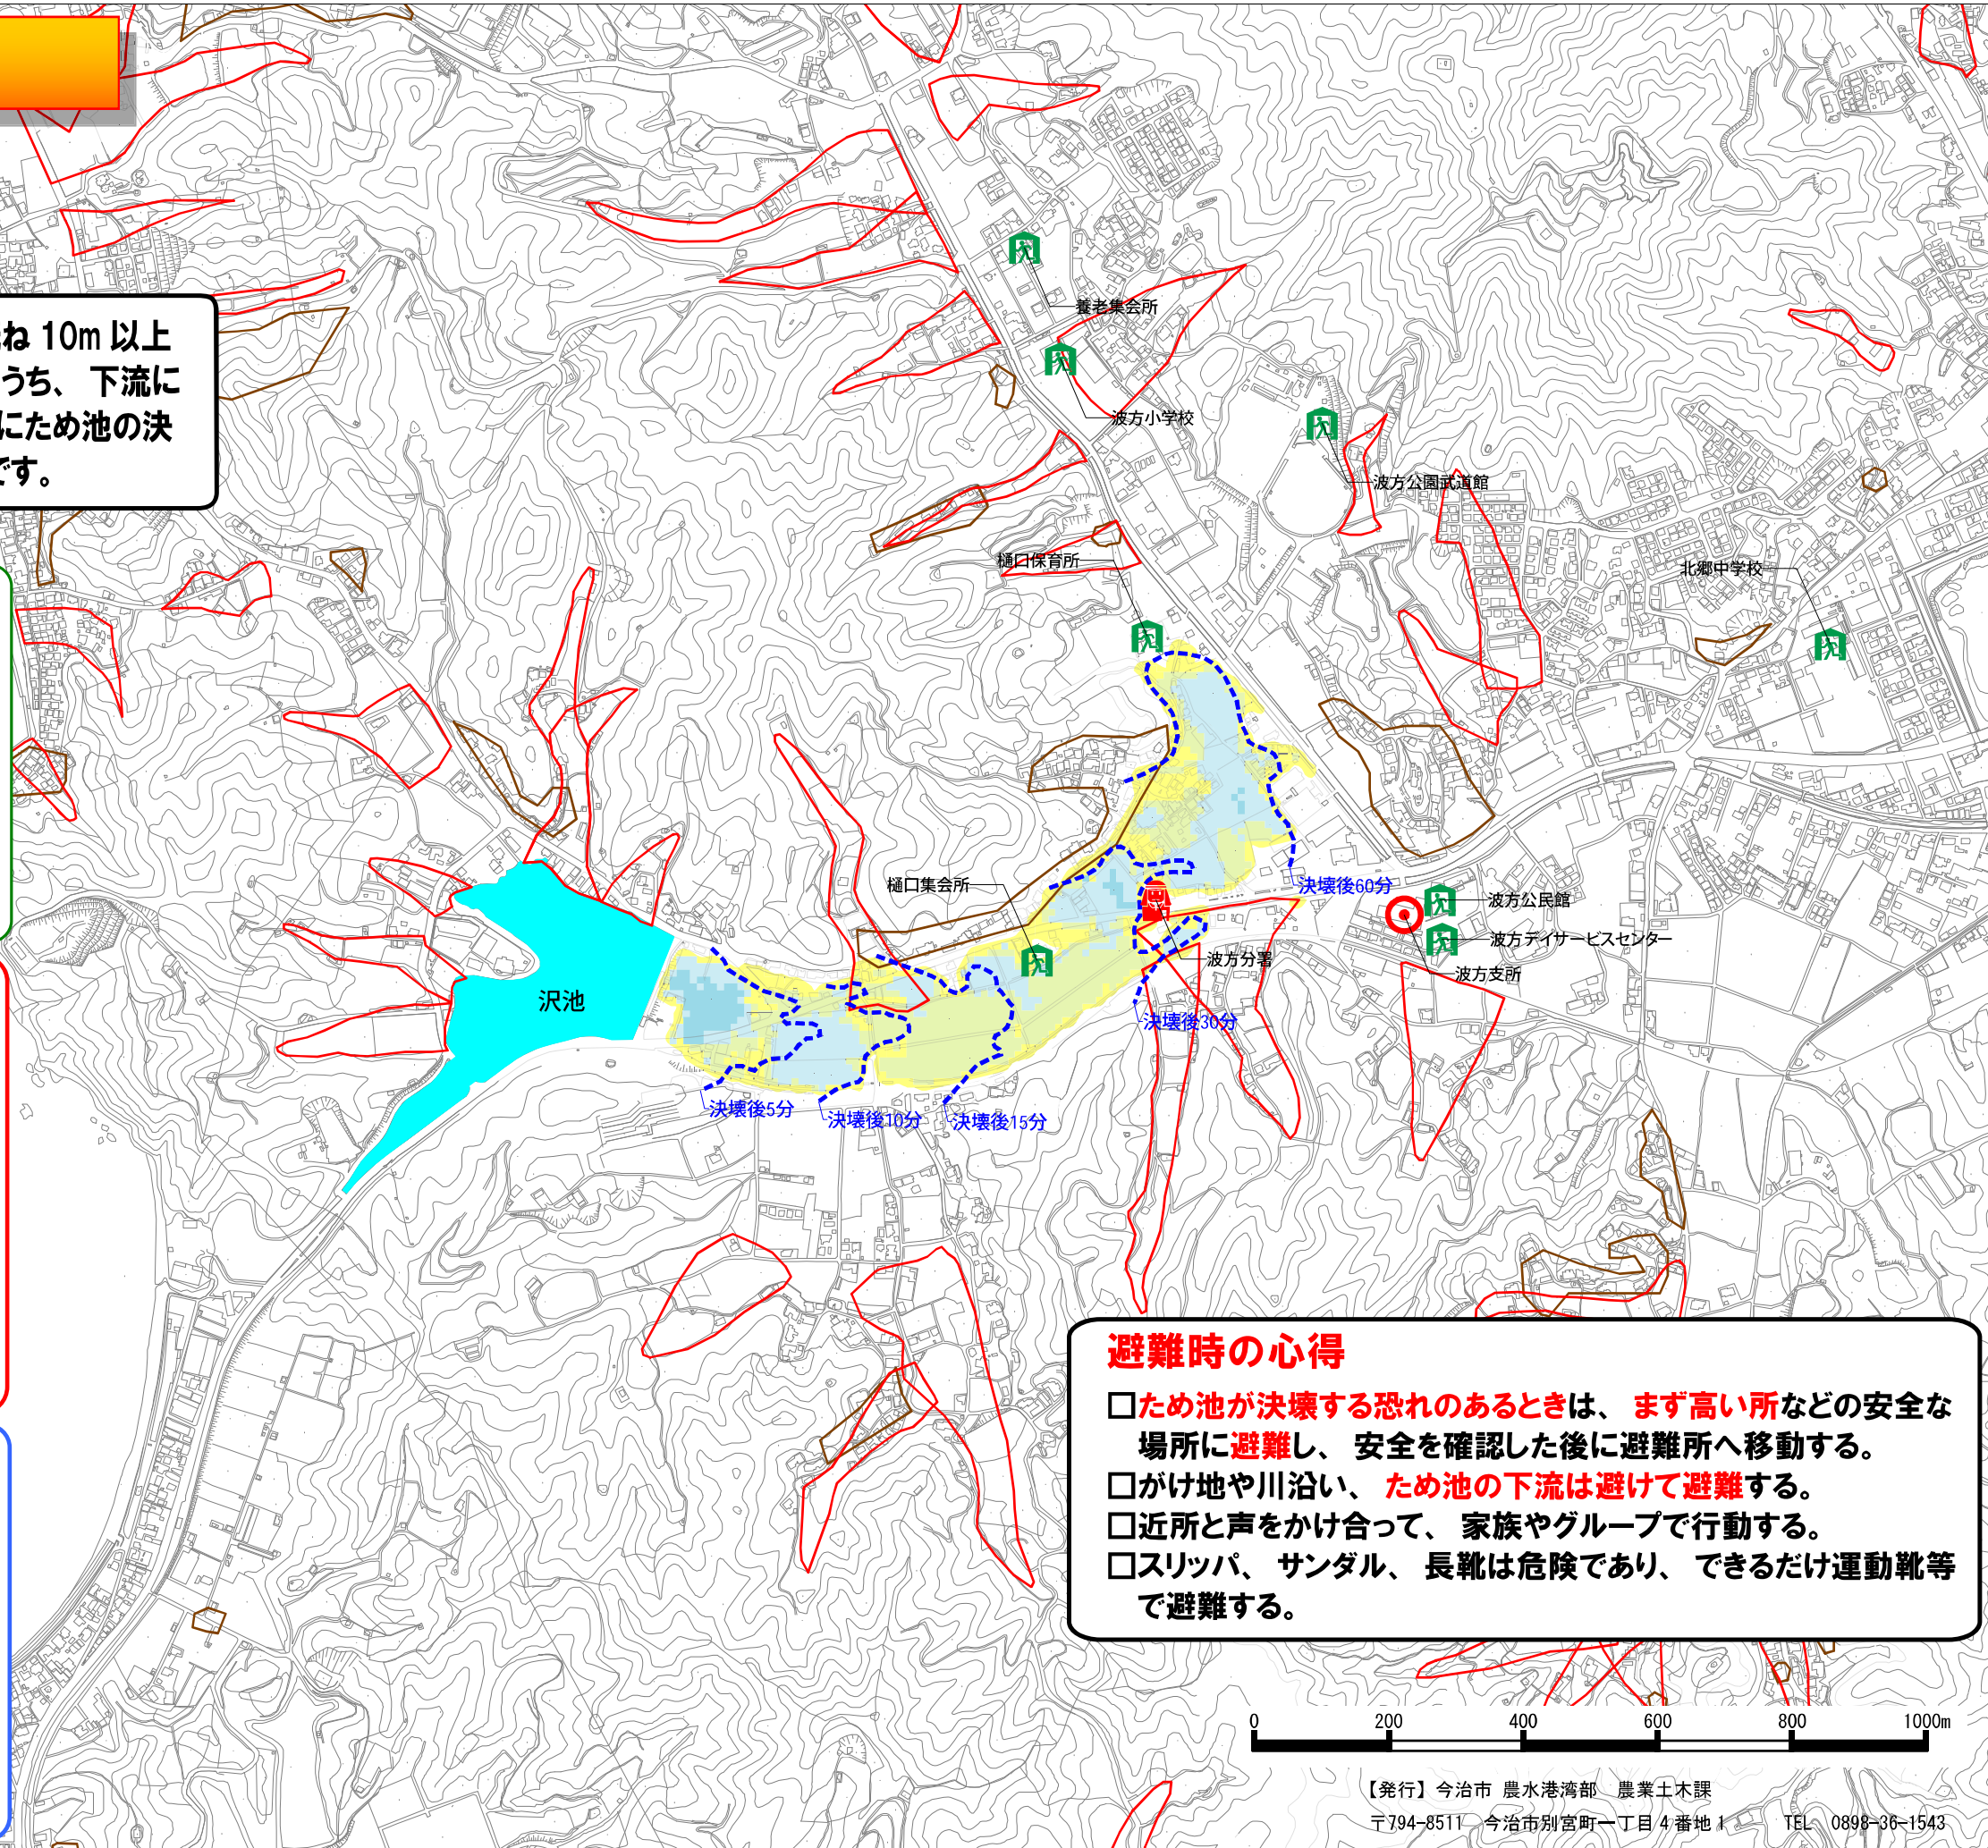 ね 10m 以上
うち、下流に
にため池の決
です。
養老集会所
波方小学校
波方公園武道館
樋口保育所
北郷中学校
樋口集会所
決壊後60分
波方公民館
波方デイサービスセンター
波方分署
波方支所
沢池
決壊後30分
決壊後5分
決壊後10分
決壊後15分
避難時の心得
□ため池が決壊する恐れのあるときは、まず高い所などの安全な
場所に避難し、安全を確認した後に避難所へ移動する。
□がけ地や川沿い、ため池の下流は避けて避難する。
□近所と声をかけ合って、家族やグループで行動する。
□スリッパ、サンダル、長靴は危険であり、できるだけ運動靴等
で避難する。
0 200 400 600 800 1000m
【発行】今治市 農水港湾部 農業土木課
〒794-8511 今治市別宮町一丁目4番地1 TEL 0898-36-1543